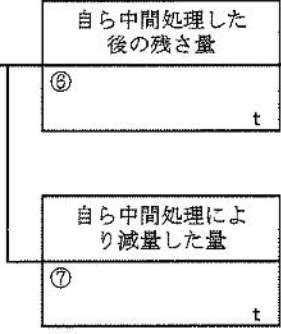 自ら中間処理した
後の残さ量
⑥
t
自ら中間処理によ
り減量した量
⑦
t